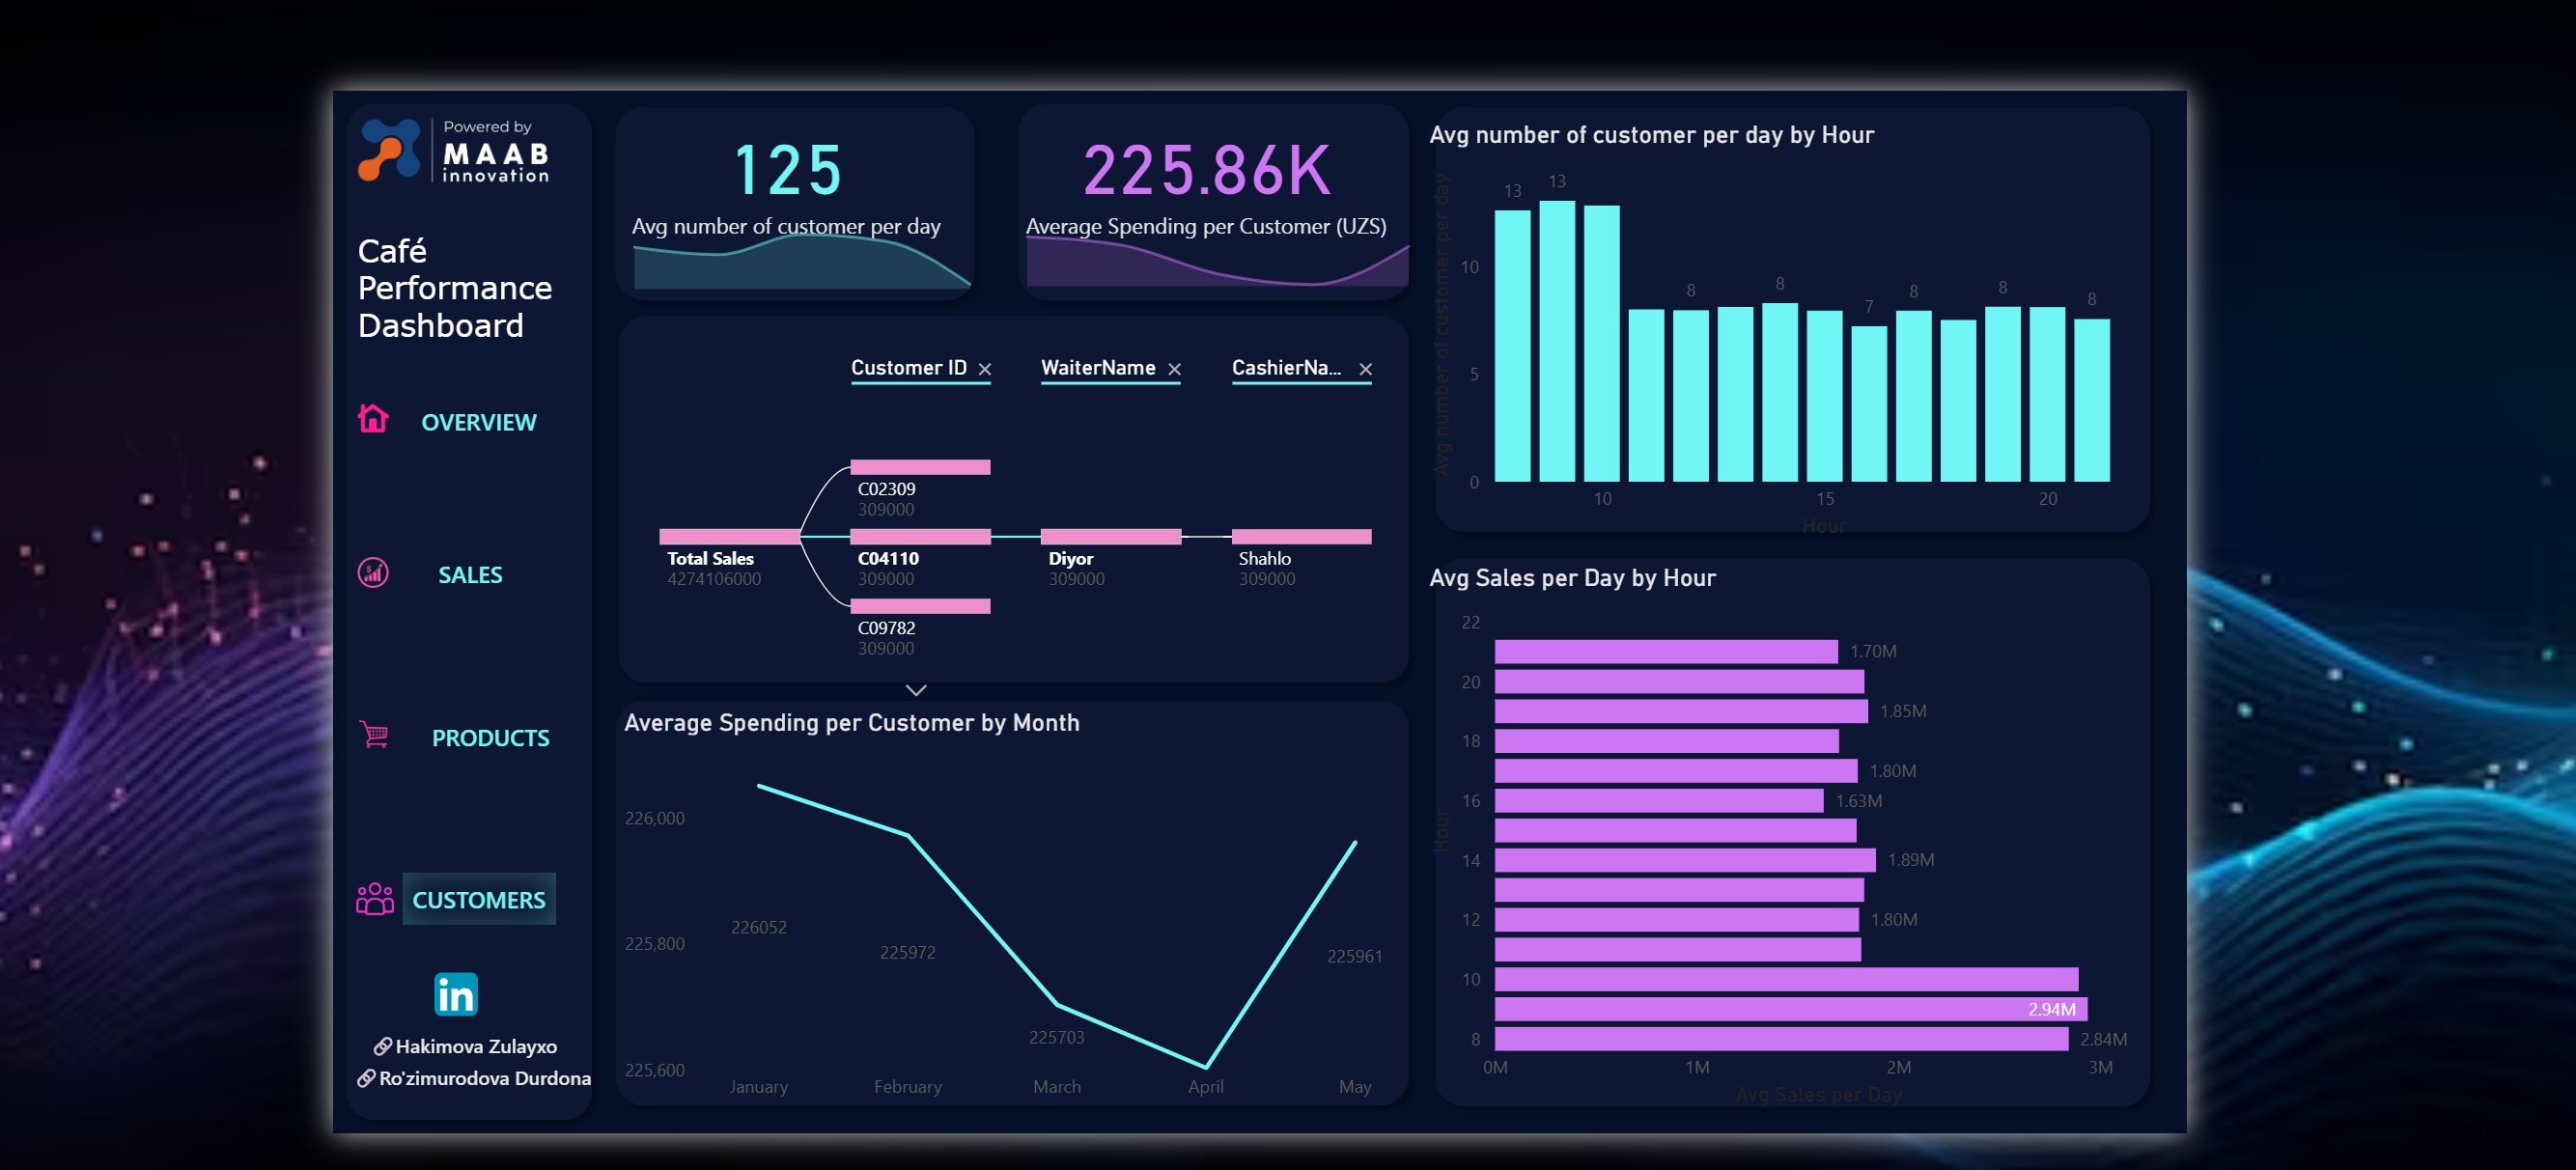 Powered by
MAAB
innovation
Café
Performance
Dashboard
OVERVIEW
SALES
PRODUCTS
CUSTOMERS
in
Hakimova Zulayxo
Ro'zimurodova Durdona
125
Avg number of customer per day
225.86K
Average Spending per Customer (UZS)
Customer ID WaiterName CashierNa...
C02309
309000
Total Sales
4274106000
C04110
309000
Diyor
309000
Shahlo
309000
C09782
309000
Average Spending per Customer by Month
226,000
225,800
225,600
226052
225972
225703
225961
January February March April May
Avg number of customer per day by Hour
Avg number of customer per day
13 13 8 8 7 8 8 8
10
5
0
10 15 20
Hour
Avg Sales per Day by Hour
Hour
22
1.70M
20
1.85M
18
1.80M
16 1.63M
14 1.89M
12 1.80M
10
2.94M
8 2.84M
0M 1M 2M 3M
Avg Sales per Day